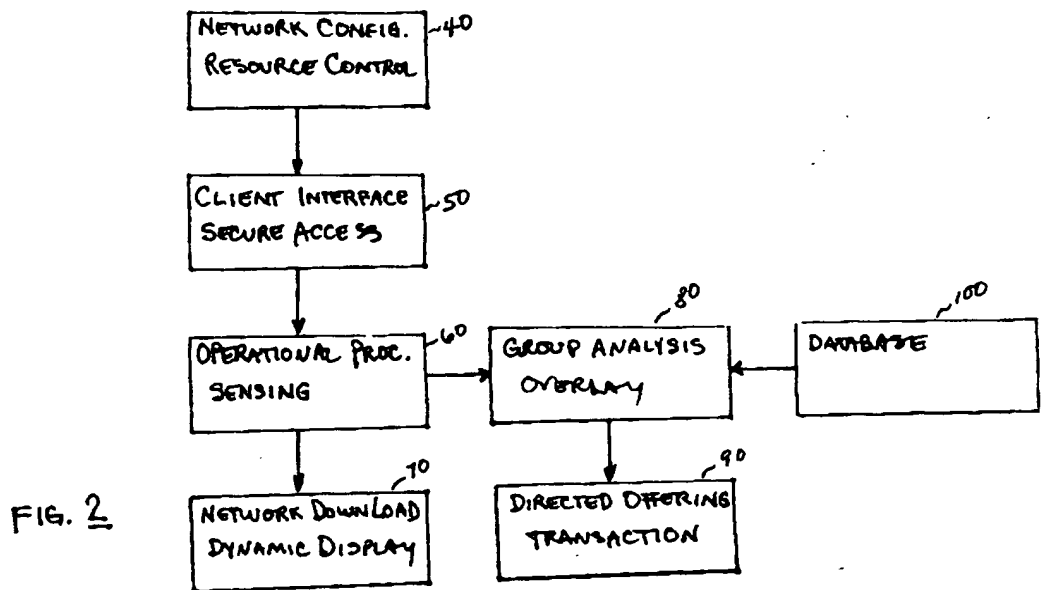 NETWORK CONFIG.
RESOURCE CONTROL
40
CLIENT INTERFACE
SECURE ACCESS
50
OPERATIONAL PROC.
SENSING
60
GROUP ANALYSIS
OVERLAY
80
DATABASE
100
NETWORK DOWNLOAD
DYNAMIC DISPLAY
70
DIRECTED OFFERING
TRANSACTION
90
FIG. 2